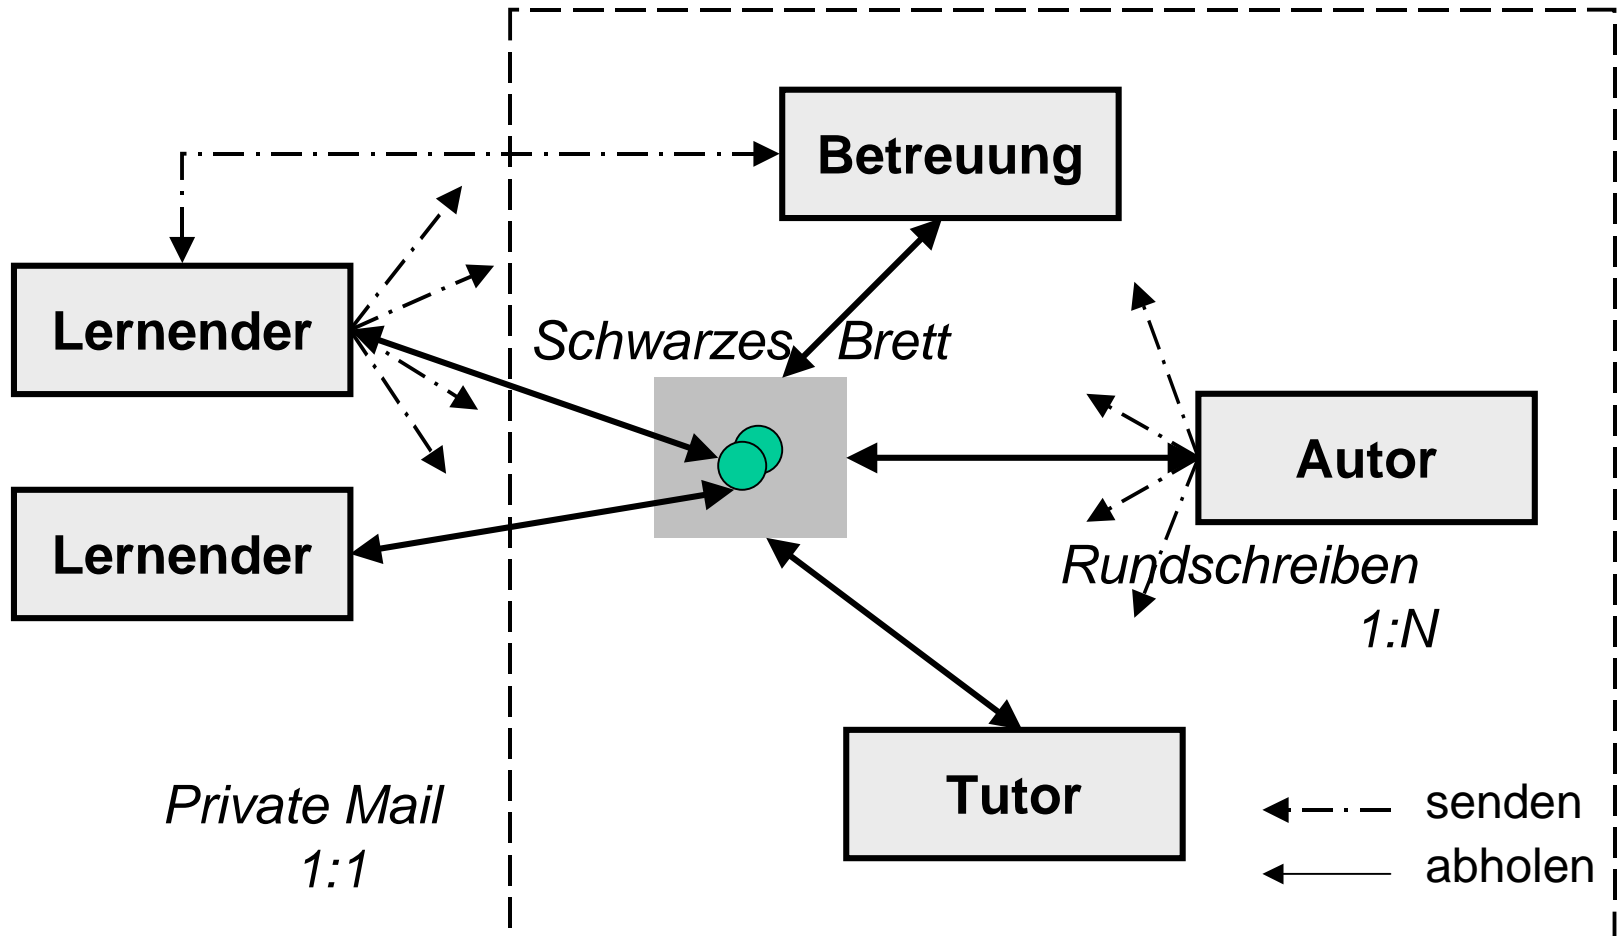 Betreuung
Lernender
Schwarzes Brett
Autor
Lernender
Rundschreiben
1:N
Tutor
Private Mail
1:1
senden
abholen